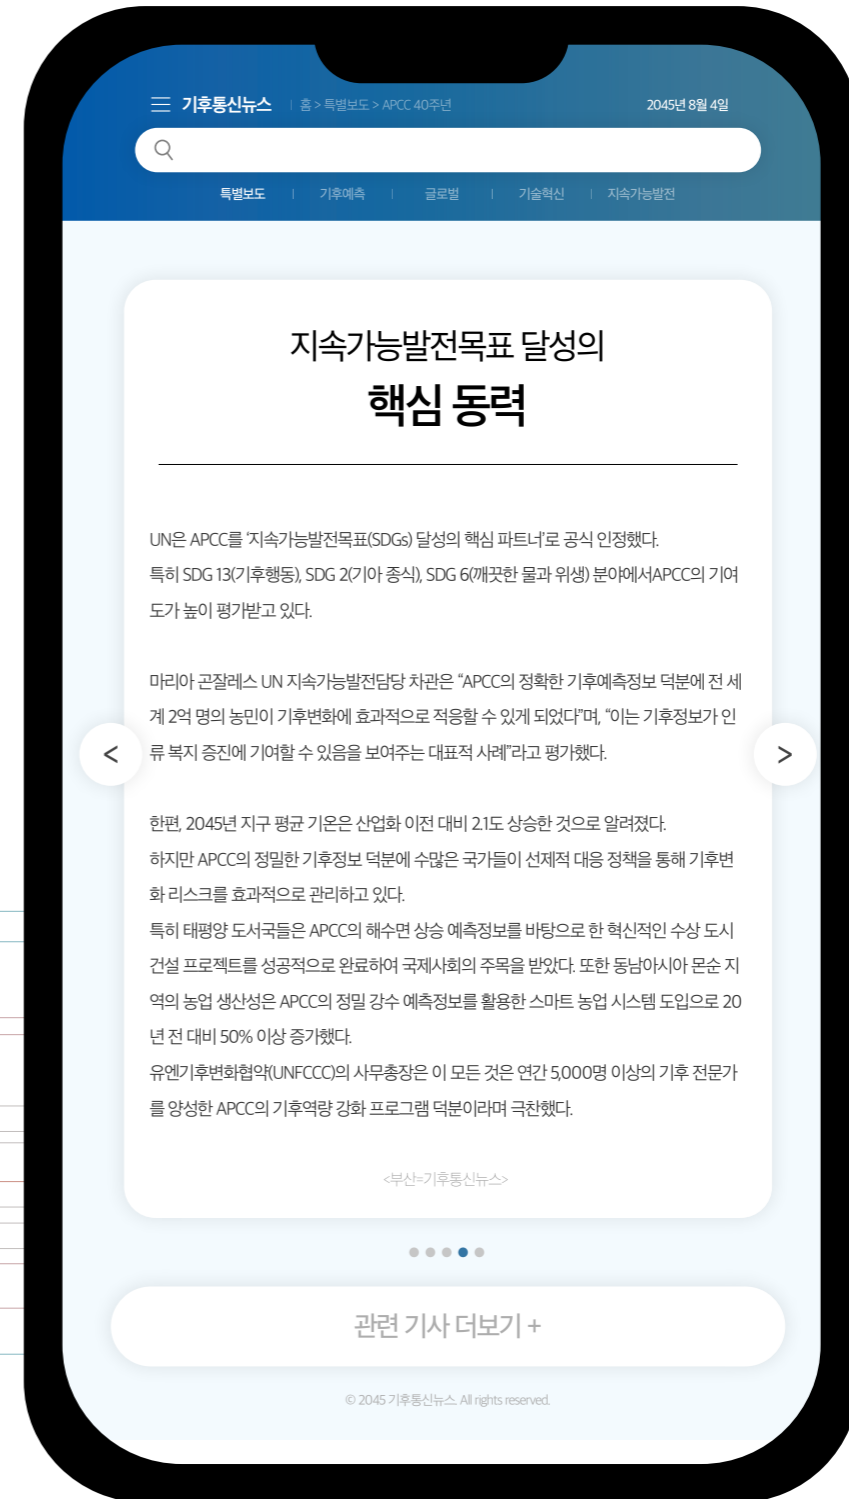 기후통신뉴스 | 홈 > 특별보도 > APCC 40주년 2045년 8월 4일
특별보도 | 기후예측 | 글로벌 | 기술혁신 | 지속가능발전
지속가능발전목표 달성의
핵심 동력
UN은 APCC를 ‘지속가능발전목표(SDGs) 달성의 핵심 파트너’로 공식 인정했다.
특히 SDG 13(기후행동), SDG 2(기아 종식), SDG 6(깨끗한 물과 위생) 분야에서APCC의 기여
도가 높이 평가받고 있다.
마리아 곤잘레스 UN 지속가능발전담당 차관은 “APCC의 정확한 기후예측정보 덕분에 전 세
계 2억 명의 농민이 기후변화에 효과적으로 적응할 수 있게 되었다”며, “이는 기후정보가 인
류 복지 증진에 기여할 수 있음을 보여주는 대표적 사례”라고 평가했다.
< >
한편, 2045년 지구 평균 기온은 산업화 이전 대비 2.1도 상승한 것으로 알려졌다.
하지만 APCC의 정밀한 기후정보 덕분에 수많은 국가들이 선제적 대응 정책을 통해 기후변
화 리스크를 효과적으로 관리하고 있다.
특히 태평양 도서국들은 APCC의 해수면 상승 예측정보를 바탕으로 한 혁신적인 수상 도시
건설 프로젝트를 성공적으로 완료하여 국제사회의 주목을 받았다. 또한 동남아시아 몬순 지
역의 농업 생산성은 APCC의 정밀 강수 예측정보를 활용한 스마트 농업 시스템 도입으로 20
년 전 대비 50% 이상 증가했다.
유엔기후변화협약(UNFCCC)의 사무총장은 이 모든 것은 연간 5,000명 이상의 기후 전문가
를 양성한 APCC의 기후역량 강화 프로그램 덕분이라며 극찬했다.
<부산=기후통신뉴스>
관련 기사 더보기 +
© 2045 기후통신뉴스. All rights reserved.